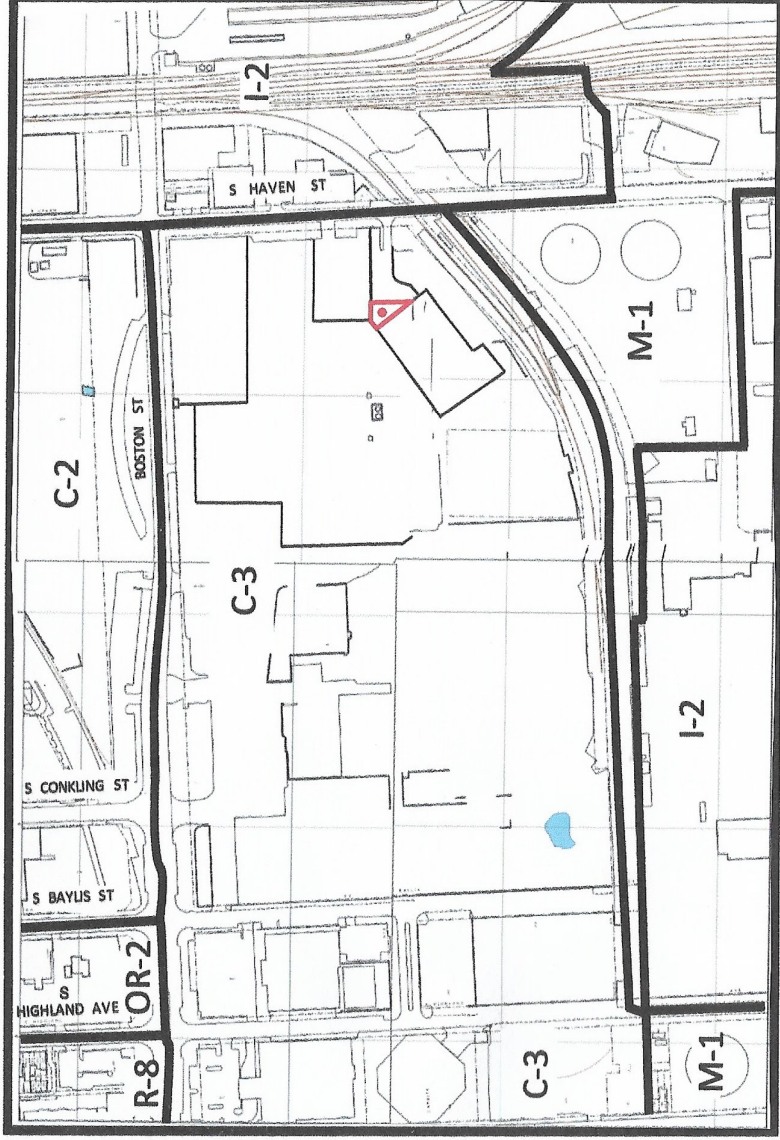 I-2
S HAVEN ST
C-2
BOSTON ST
M-1
C-3
S CONKLING ST
I-2
S BAYLIS ST
S
HIGHLAND AVE
OR-2
R-8
C-3
M-1